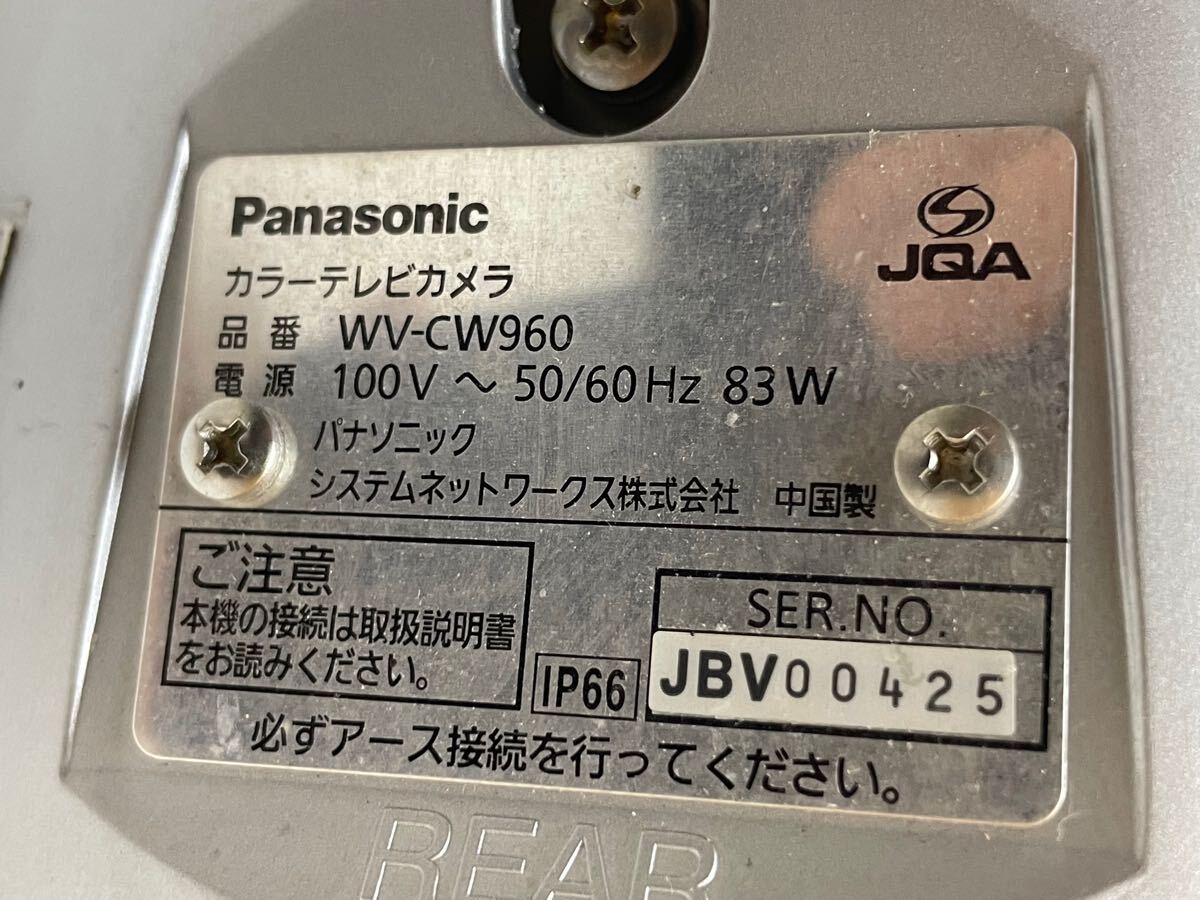 Panasonic
JQA
カラーテレビカメラ
品番 WV-CW960
電源 100V ～ 50/60Hz 83W
パナソニック
システムネットワークス株式会社 中国製
ご注意
本機の接続は取扱説明書
をお読みください。
IP66
SER.NO.
JBV00425
必ずアース接続を行ってください。
REAR